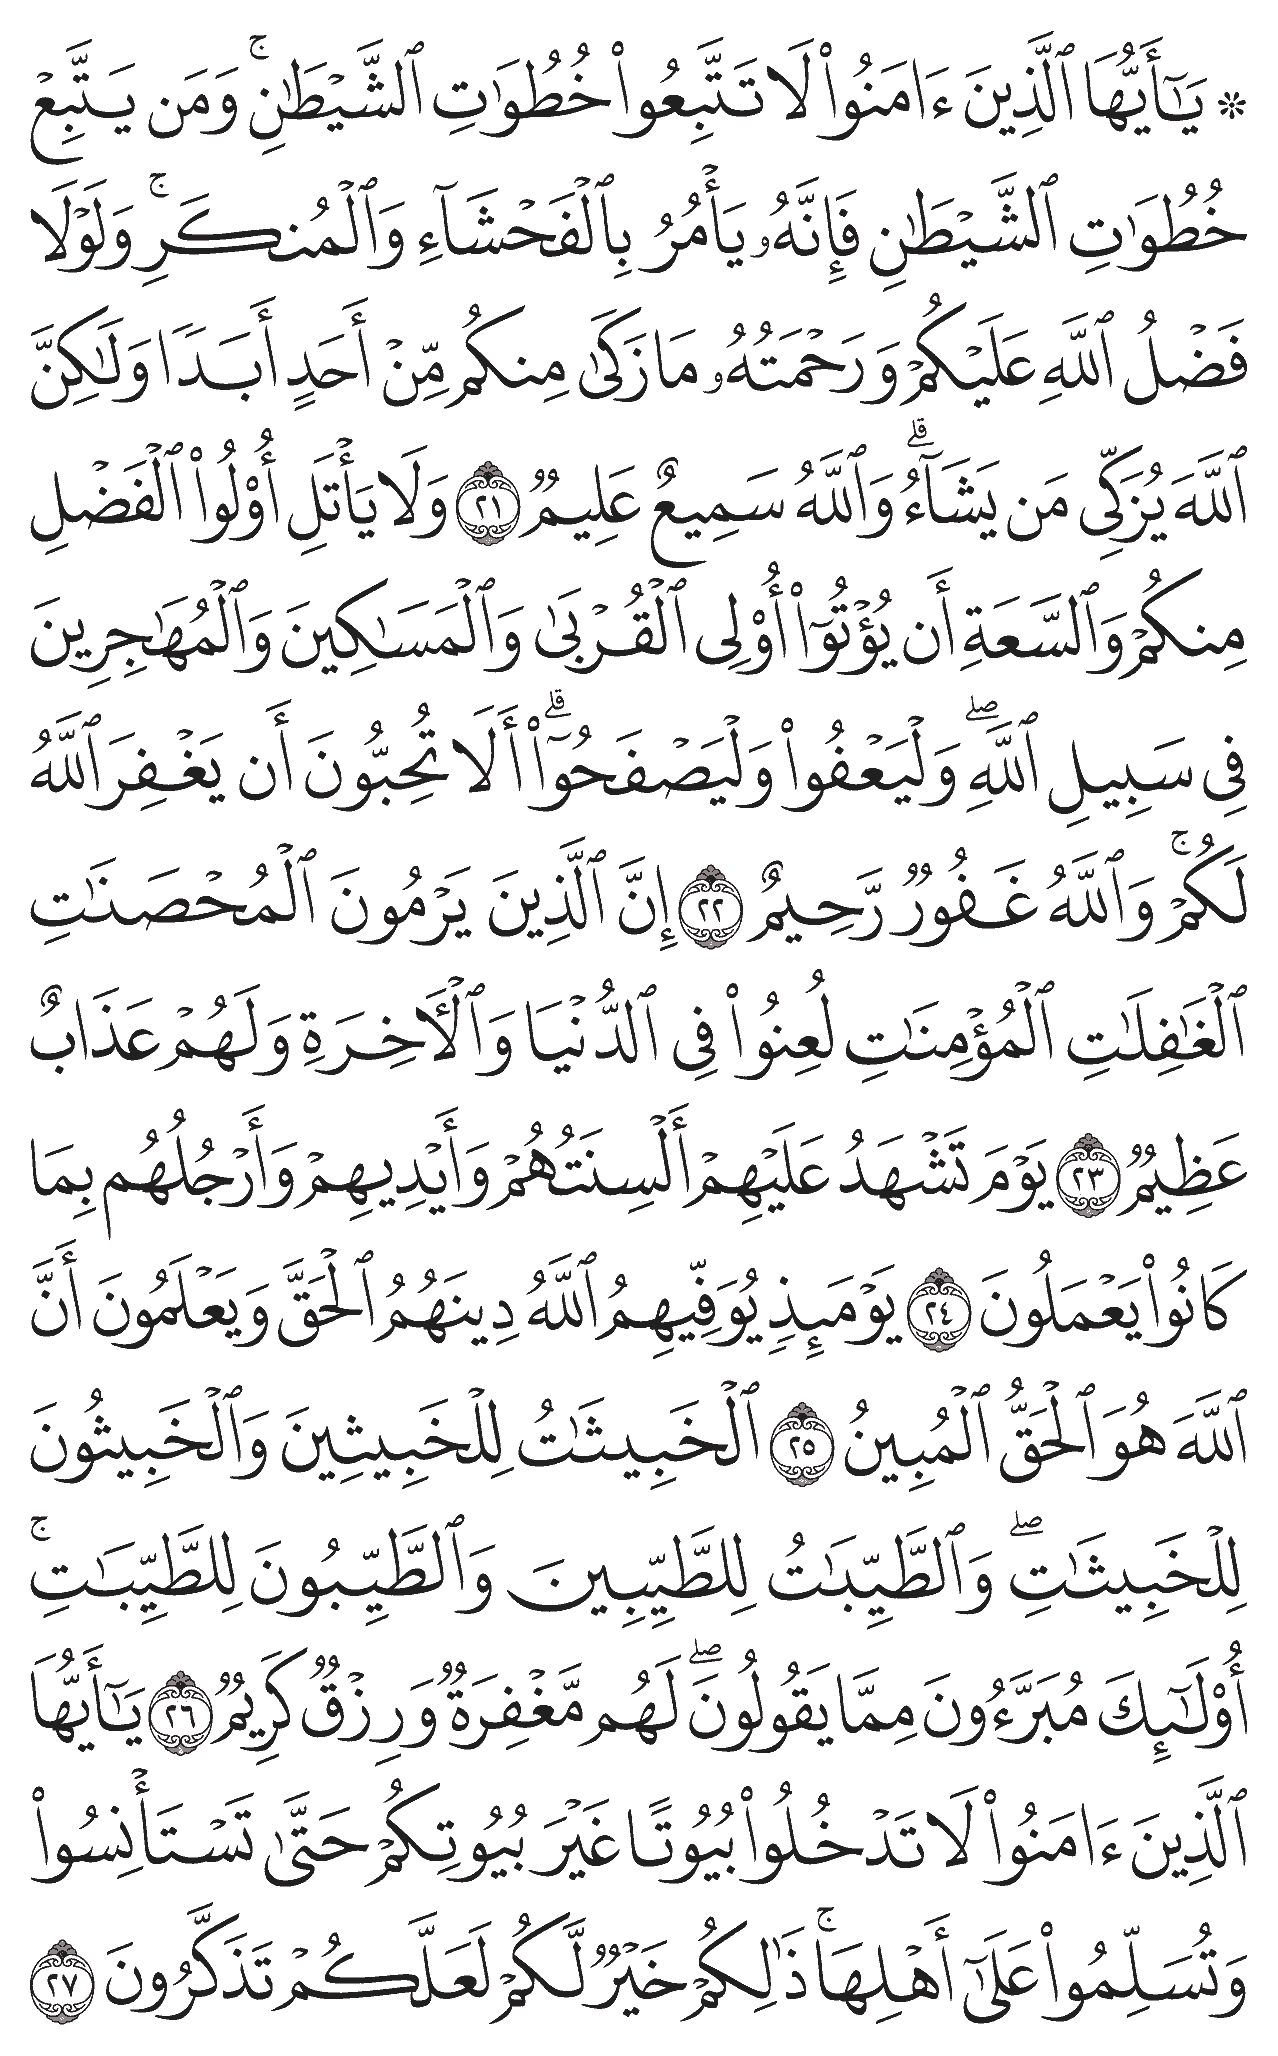 ۞ يَـٰٓأَيُّهَا ٱلَّذِينَ ءَامَنُوا۟ لَا تَتَّبِعُوا۟ خُطُوَٰتِ ٱلشَّيْطَـٰنِ ۚ وَمَن يَتَّبِعْ
خُطُوَٰتِ ٱلشَّيْطَـٰنِ فَإِنَّهُۥ يَأْمُرُ بِٱلْفَحْشَآءِ وَٱلْمُنكَرِ ۚ وَلَوْلَا
فَضْلُ ٱللَّهِ عَلَيْكُمْ وَرَحْمَتُهُۥ مَا زَكَىٰ مِنكُم مِّنْ أَحَدٍ أَبَدًا وَلَـٰكِنَّ
ٱللَّهَ يُزَكِّى مَن يَشَآءُ ۗ وَٱللَّهُ سَمِيعٌ عَلِيمٌ ٢١ وَلَا يَأْتَلِ أُو۟لُوا۟ ٱلْفَضْلِ
مِنكُمْ وَٱلسَّعَةِ أَن يُؤْتُوٓا۟ أُو۟لِى ٱلْقُرْبَىٰ وَٱلْمَسَـٰكِينَ وَٱلْمُهَـٰجِرِينَ
فِى سَبِيلِ ٱللَّهِ ۖ وَلْيَعْفُوا۟ وَلْيَصْفَحُوٓا۟ ۗ أَلَا تُحِبُّونَ أَن يَغْفِرَ ٱللَّهُ
لَكُمْ ۚ وَٱللَّهُ غَفُورٌ رَّحِيمٌ ٢٢ إِنَّ ٱلَّذِينَ يَرْمُونَ ٱلْمُحْصَنَـٰتِ
ٱلْغَـٰفِلَـٰتِ ٱلْمُؤْمِنَـٰتِ لُعِنُوا۟ فِى ٱلدُّنْيَا وَٱلْـَٔاخِرَةِ وَلَهُمْ عَذَابٌ
عَظِيمٌ ٢٣ يَوْمَ تَشْهَدُ عَلَيْهِمْ أَلْسِنَتُهُمْ وَأَيْدِيهِمْ وَأَرْجُلُهُم بِمَا
كَانُوا۟ يَعْمَلُونَ ٢٤ يَوْمَئِذٍ يُوَفِّيهِمُ ٱللَّهُ دِينَهُمُ ٱلْحَقَّ وَيَعْلَمُونَ أَنَّ
ٱللَّهَ هُوَ ٱلْحَقُّ ٱلْمُبِينُ ٢٥ ٱلْخَبِيثَـٰتُ لِلْخَبِيثِينَ وَٱلْخَبِيثُونَ
لِلْخَبِيثَـٰتِ ۖ وَٱلطَّيِّبَـٰتُ لِلطَّيِّبِينَ وَٱلطَّيِّبُونَ لِلطَّيِّبَـٰتِ ۚ
أُو۟لَـٰٓئِكَ مُبَرَّءُونَ مِمَّا يَقُولُونَ ۖ لَهُم مَّغْفِرَةٌ وَرِزْقٌ كَرِيمٌ ٢٦ يَـٰٓأَيُّهَا
ٱلَّذِينَ ءَامَنُوا۟ لَا تَدْخُلُوا۟ بُيُوتًا غَيْرَ بُيُوتِكُمْ حَتَّىٰ تَسْتَأْنِسُوا۟
وَتُسَلِّمُوا۟ عَلَىٰٓ أَهْلِهَا ۚ ذَٰلِكُمْ خَيْرٌ لَّكُمْ لَعَلَّكُمْ تَذَكَّرُونَ ٢٧